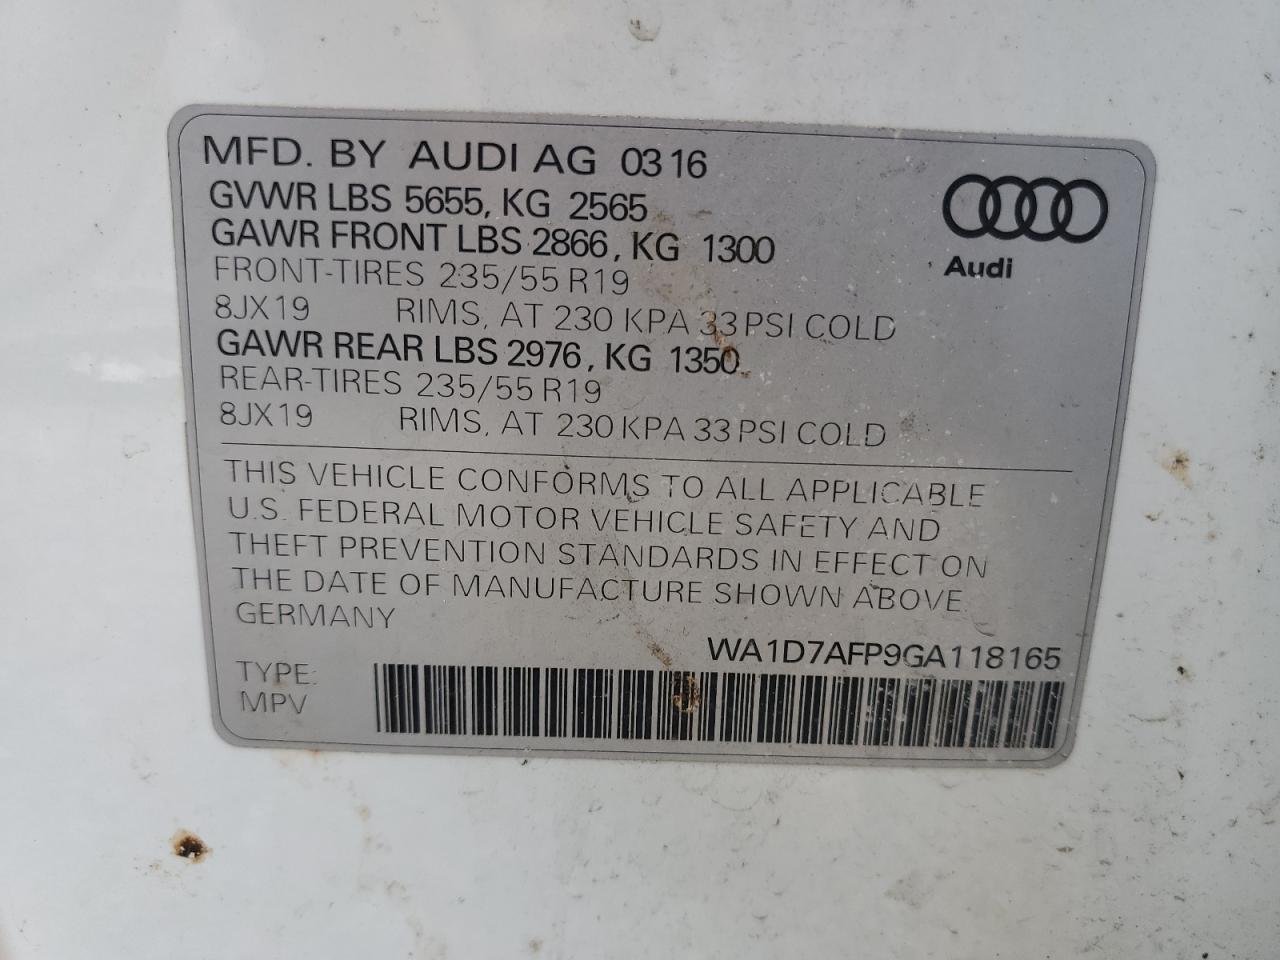 MFD. BY AUDI AG 03 16
GVWR LBS 5655, KG 2565
GAWR FRONT LBS 2866, KG 1300
FRONT-TIRES 235/55 R19
8JX19 RIMS, AT 230 KPA 33 PSI COLD
GAWR REAR LBS 2976, KG 1350
REAR-TIRES 235/55 R19
8JX19 RIMS, AT 230 KPA 33 PSI COLD
Audi
THIS VEHICLE CONFORMS TO ALL APPLICABLE
U.S. FEDERAL MOTOR VEHICLE SAFETY AND
THEFT PREVENTION STANDARDS IN EFFECT ON
THE DATE OF MANUFACTURE SHOWN ABOVE
GERMANY
WA1D7AFP9GA118165
TYPE:
MPV